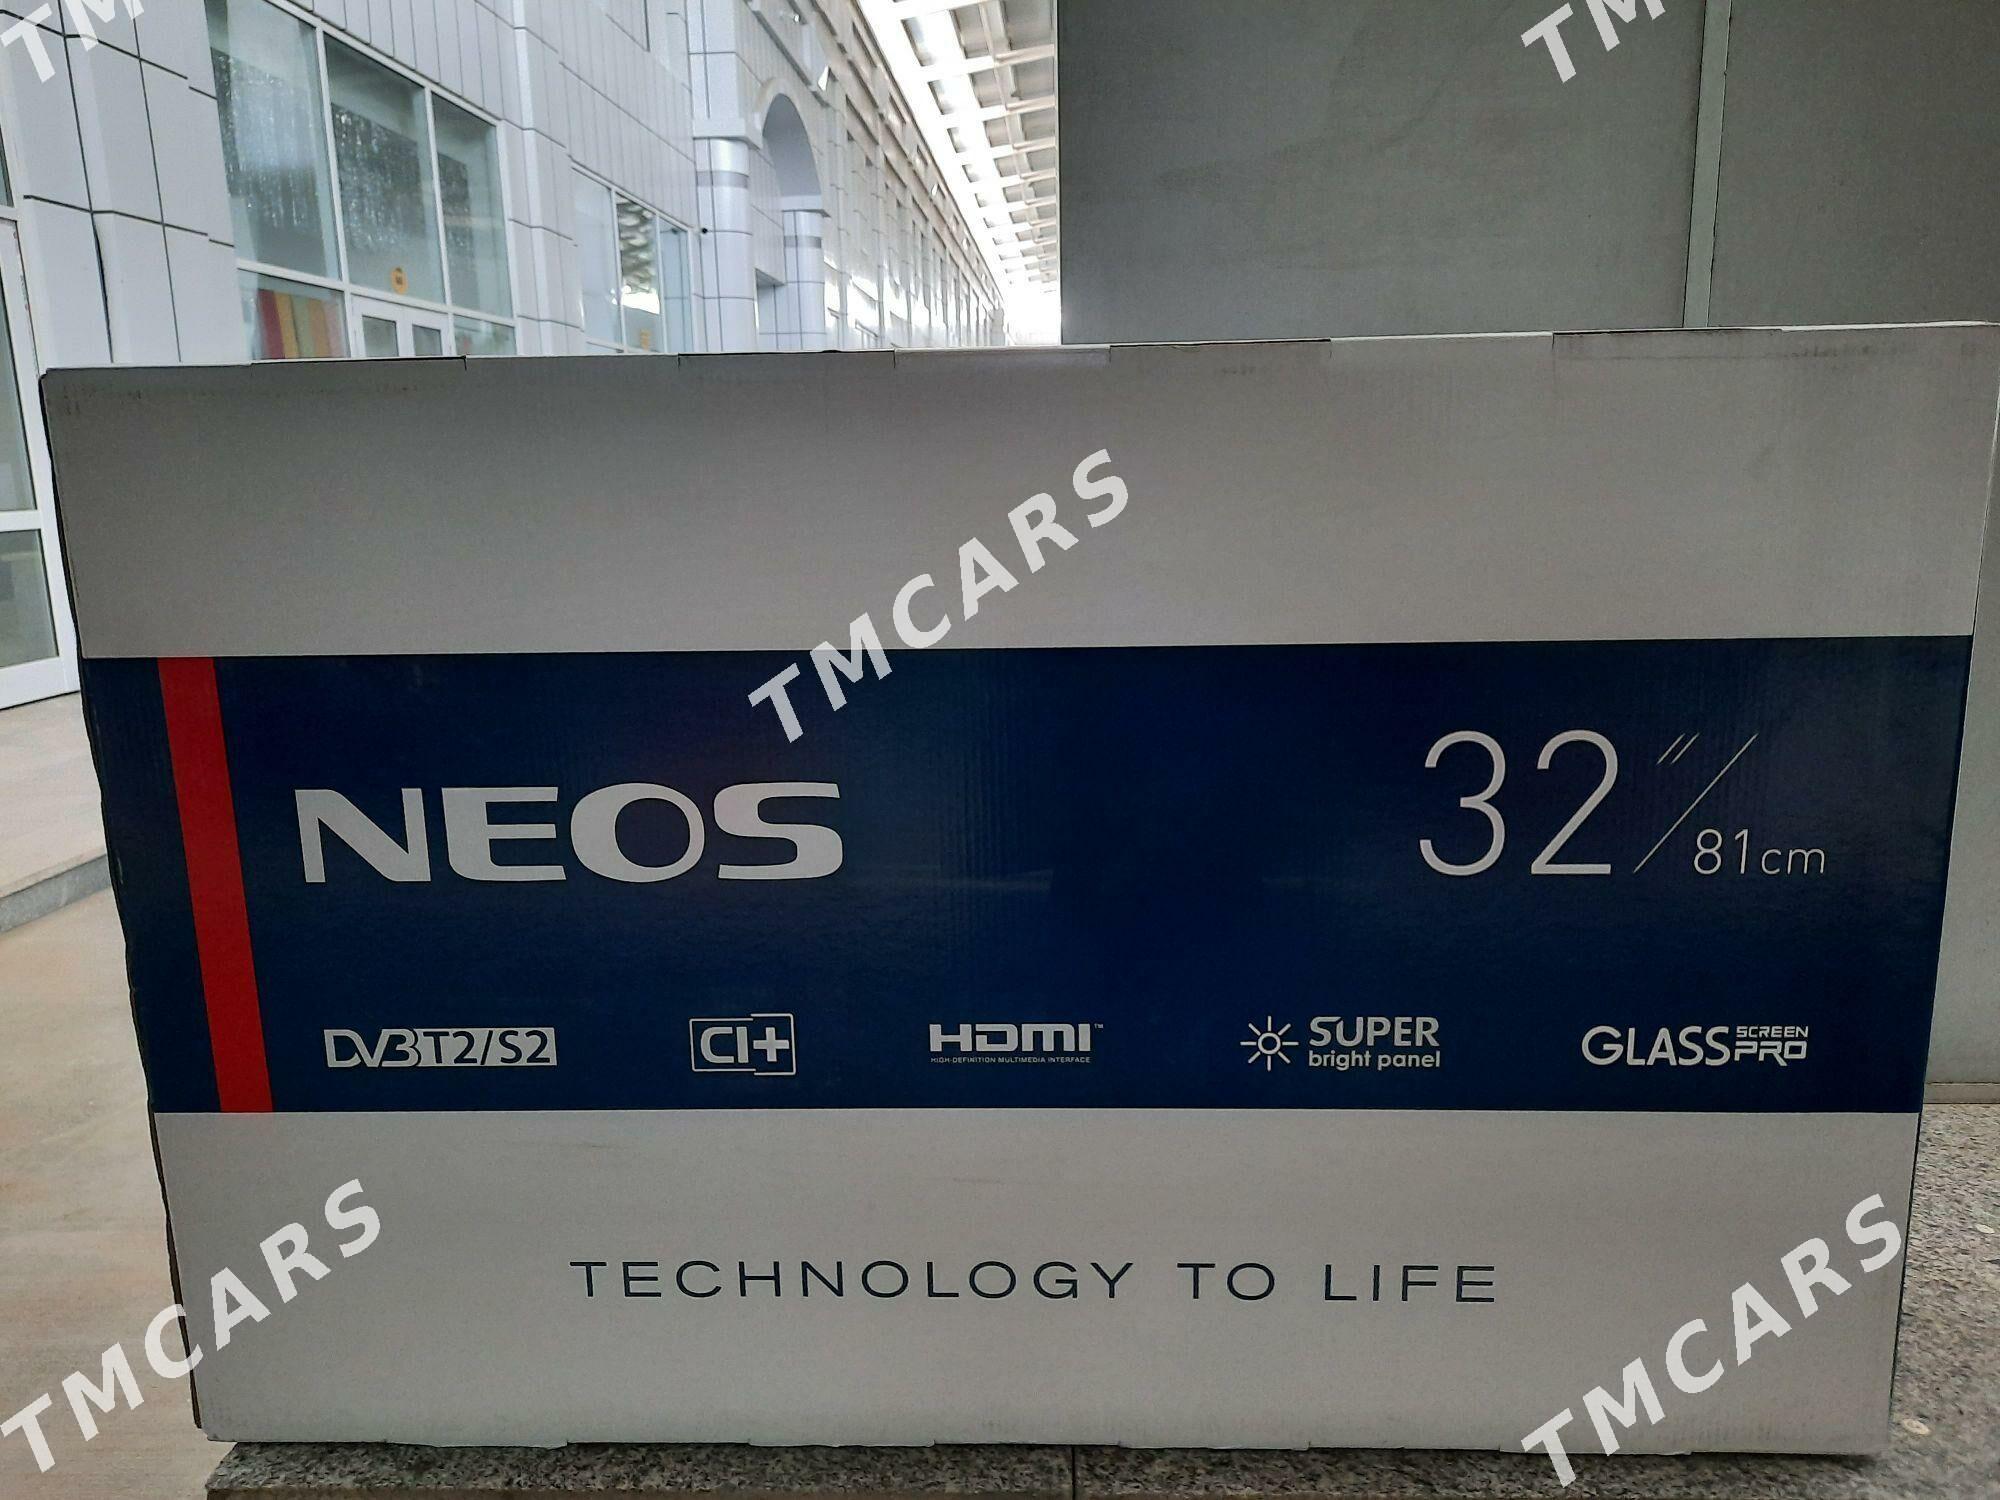 TM
TM
TMCARS
NEOS
32"/81cm
DVB T2/S2
CI+
HDMI™
HIGH-DEFINITION MULTIMEDIA INTERFACE
SUPER
bright panel
GLASS SCREEN PRO
TECHNOLOGY TO LIFE
TMCARS
TMCARS